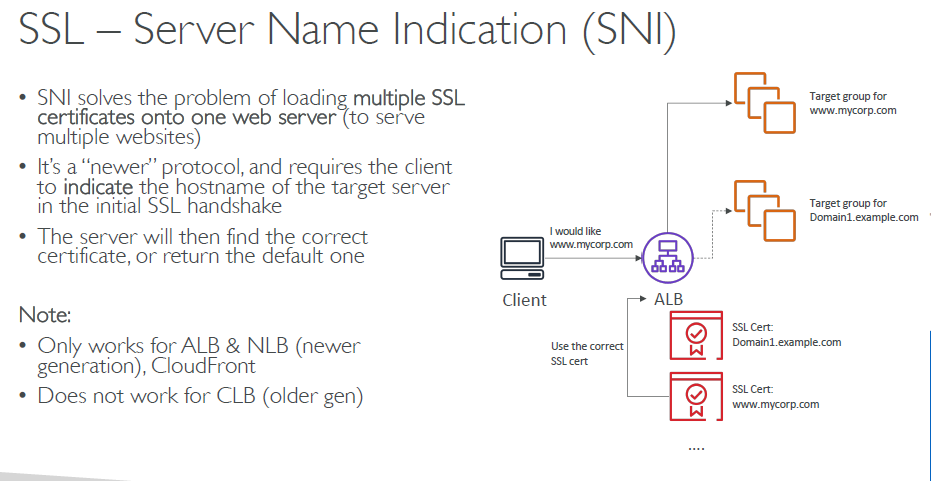 SSL – Server Name Indication (SNI)
• SNI solves the problem of loading multiple SSL
certificates onto one web server (to serve
multiple websites)
• It's a "newer" protocol, and requires the client
to indicate the hostname of the target server
in the initial SSL handshake
• The server will then find the correct
certificate, or return the default one
Note:
• Only works for ALB & NLB (newer
generation), CloudFront
• Does not work for CLB (older gen)
Target group for
www.mycorp.com
Target group for
Domain1.example.com
I would like
www.mycorp.com
Client
ALB
Use the correct
SSL cert
SSL Cert:
Domain1.example.com
SSL Cert:
www.mycorp.com
....